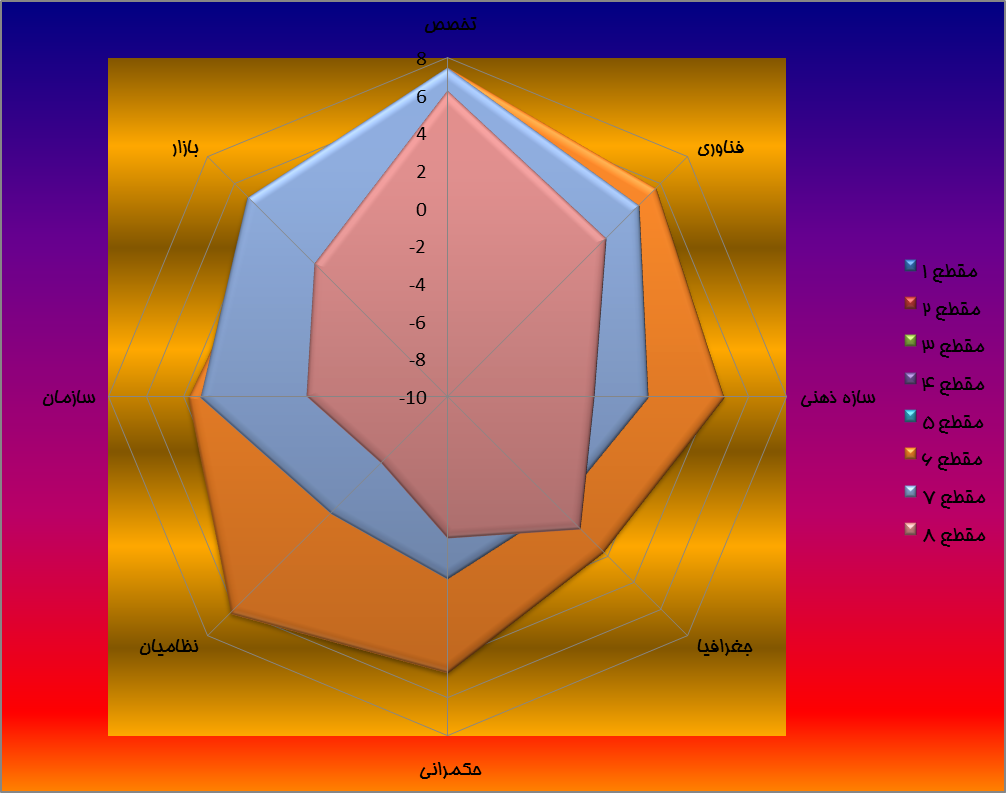 تخصص
8
6
4
2
0
-2
-4
-6
-8
-10
فناوری
سازه ذهنی
جغرافیا
حکمرانی
نظامیان
سازمان
بازار
مقطع ۱
مقطع ۲
مقطع ۳
مقطع ۴
مقطع ۵
مقطع ۶
مقطع ۷
مقطع ۸